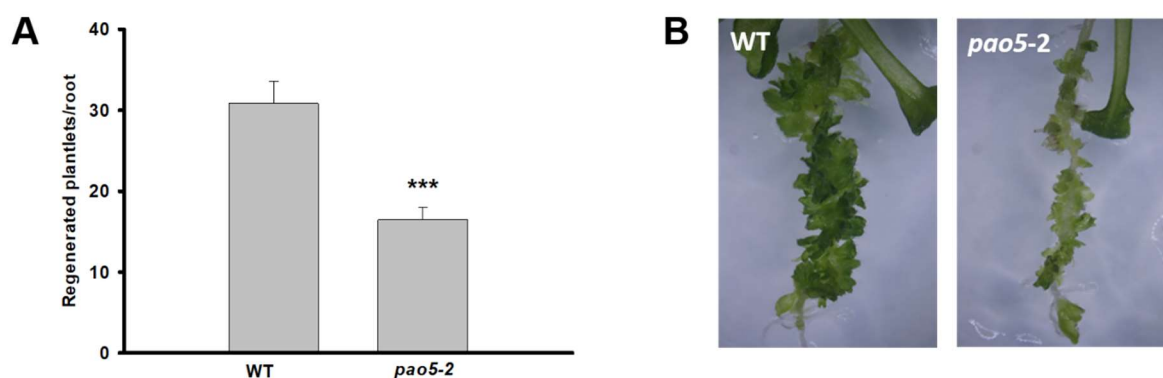 A
Regenerated plantlets/root
40
30
20
10
0
***
WT
pao5-2
B
WT
pao5-2